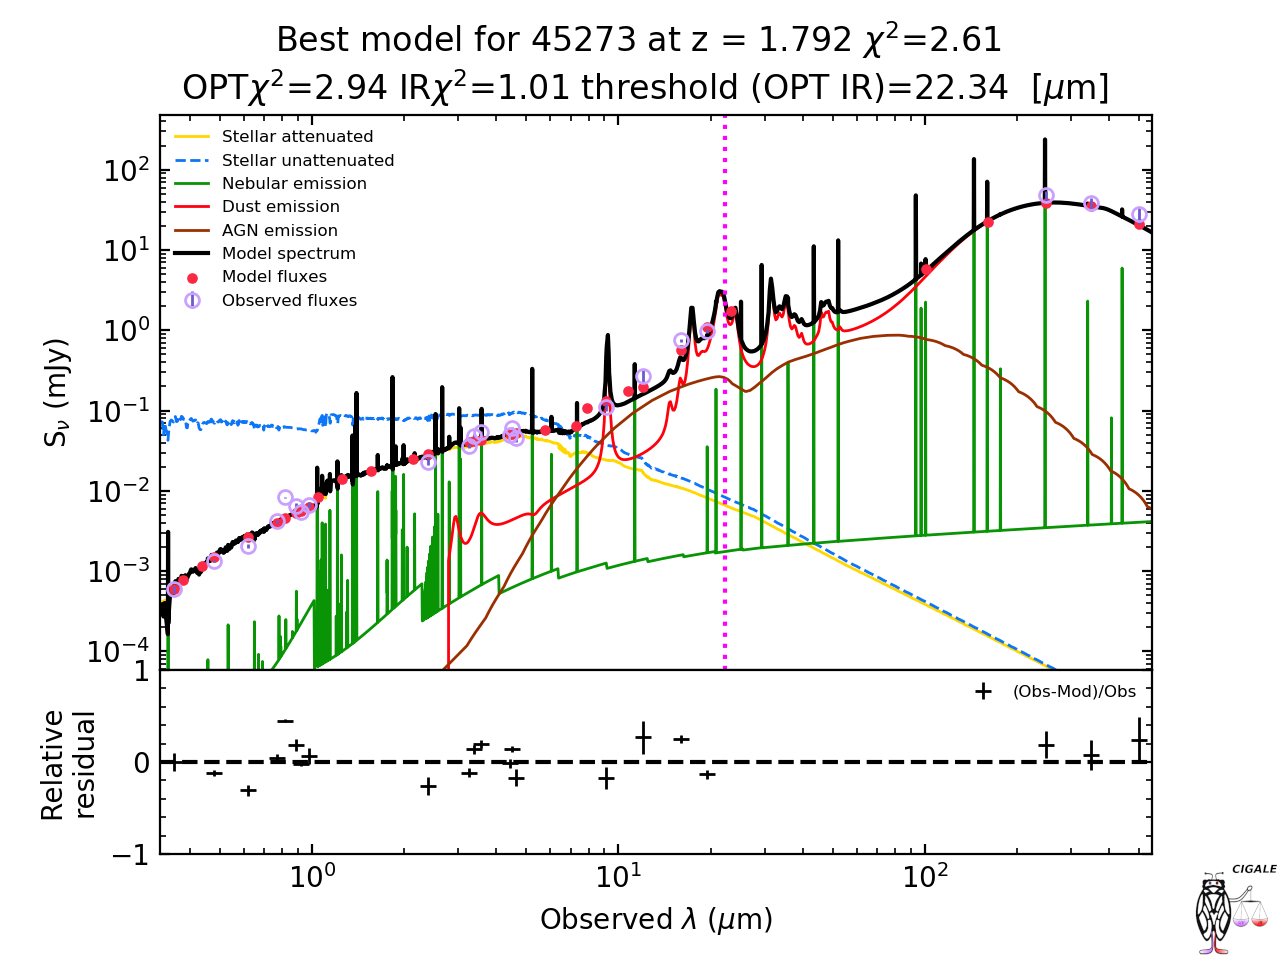 Best model for 45273 at z = 1.792 χ²=2.61
OPTχ²=2.94 IRχ²=1.01 threshold (OPT IR)=22.34  [μm]
Stellar attenuated
Stellar unattenuated
Nebular emission
Dust emission
AGN emission
Model spectrum
Model fluxes
Observed fluxes
10²
10¹
10⁰
10⁻¹
10⁻²
10⁻³
10⁻⁴
S_ν (mJy)
(Obs-Mod)/Obs
1
0
−1
Relative
residual
10⁰ 10¹ 10²
Observed λ (μm)
CIGALE